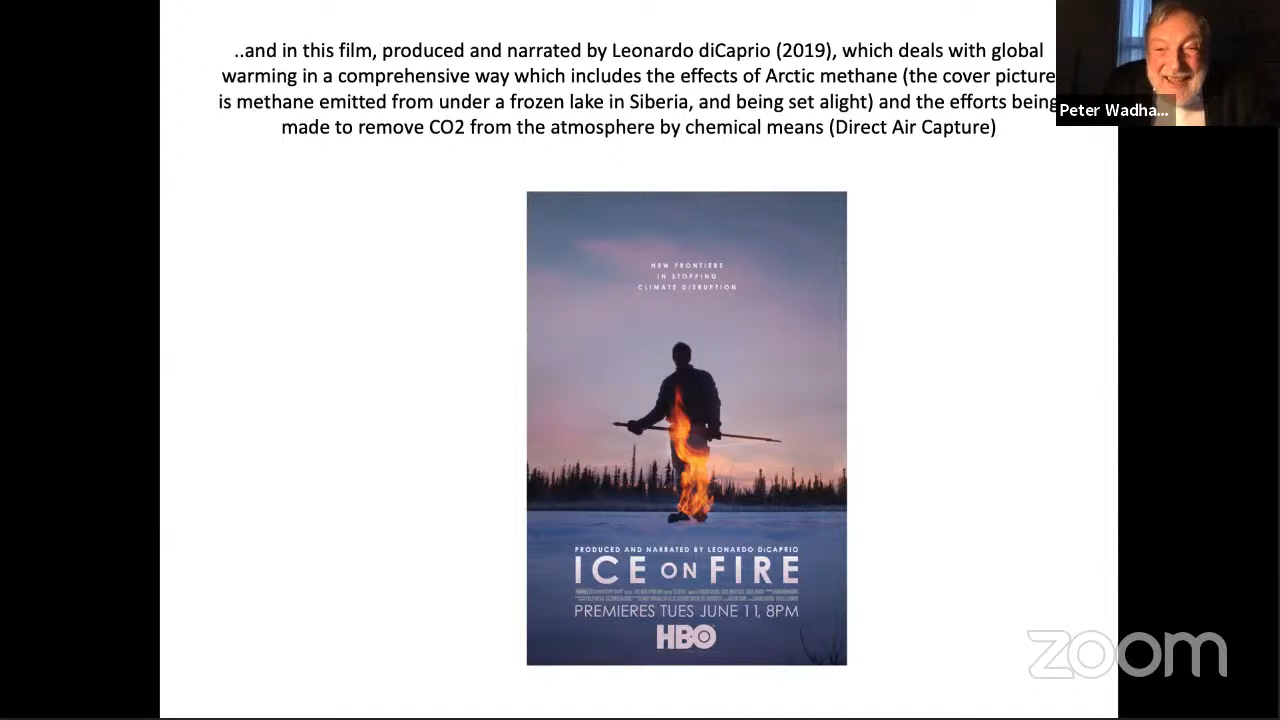 ..and in this film, produced and narrated by Leonardo diCaprio (2019), which deals with global
warming in a comprehensive way which includes the effects of Arctic methane (the cover picture
is methane emitted from under a frozen lake in Siberia, and being set alight) and the efforts being
made to remove CO2 from the atmosphere by chemical means (Direct Air Capture)
Peter Wadha...
NEW FRONTIERS
IN STOPPING
CLIMATE DISRUPTION
PRODUCED AND NARRATED BY LEONARDO DiCAPRIO
ICE ON FIRE
PREMIERES TUES JUNE 11, 8PM
HBO
zoom